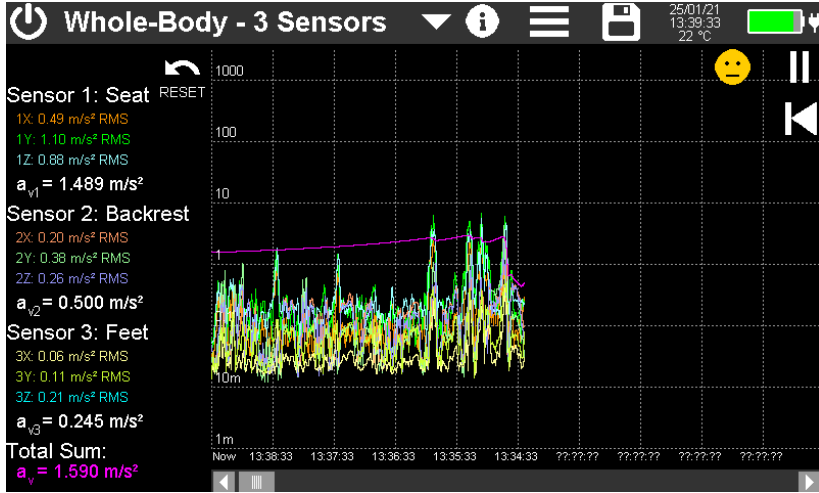 Whole-Body - 3 Sensors
25/01/21
13:39:33
22 °C
RESET
Sensor 1: Seat
1X: 0.49 m/s² RMS
1Y: 1.10 m/s² RMS
1Z: 0.88 m/s² RMS
av1 = 1.489 m/s²
Sensor 2: Backrest
2X: 0.20 m/s² RMS
2Y: 0.38 m/s² RMS
2Z: 0.26 m/s² RMS
av2 = 0.500 m/s²
Sensor 3: Feet
3X: 0.06 m/s² RMS
3Y: 0.11 m/s² RMS
3Z: 0.21 m/s² RMS
av3 = 0.245 m/s²
Total Sum:
av = 1.590 m/s²
1000
100
10
1
10m
1m
Now 13:38:33 13:37:33 13:36:33 13:35:33 13:34:33 ??:??:?? ??:??:?? ??:??:?? ??:??:??